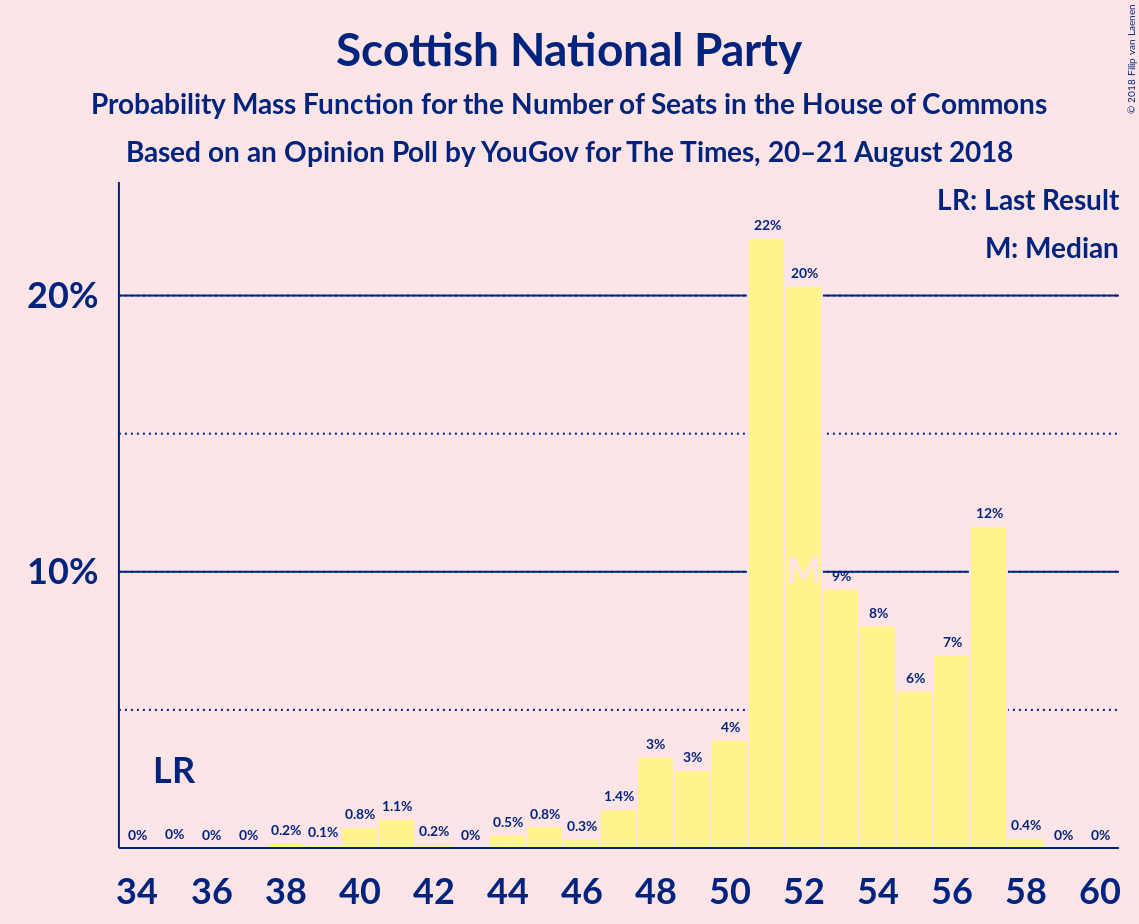 Scottish National Party
Probability Mass Function for the Number of Seats in the House of Commons
Based on an Opinion Poll by YouGov for The Times, 20–21 August 2018
© 2018 Filip van Laenen
LR: Last Result
M: Median
20%
10%
LR
M
0% 0% 0% 0% 0.2% 0.1% 0.8% 1.1% 0.2% 0% 0.5% 0.8% 0.3% 1.4% 3% 3% 4% 22% 20% 9% 8% 6% 7% 12% 0.4% 0% 0%
34 36 38 40 42 44 46 48 50 52 54 56 58 60